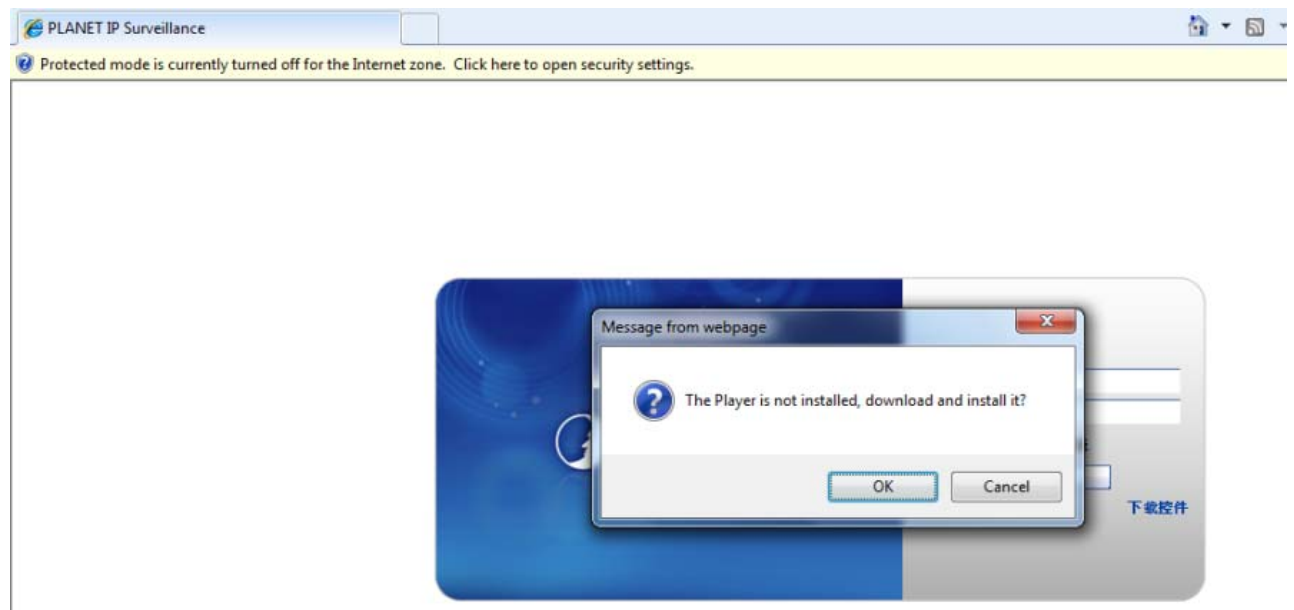 PLANET IP Surveillance
Protected mode is currently turned off for the Internet zone. Click here to open security settings.
Message from webpage
The Player is not installed, download and install it?
OK
Cancel
下载控件